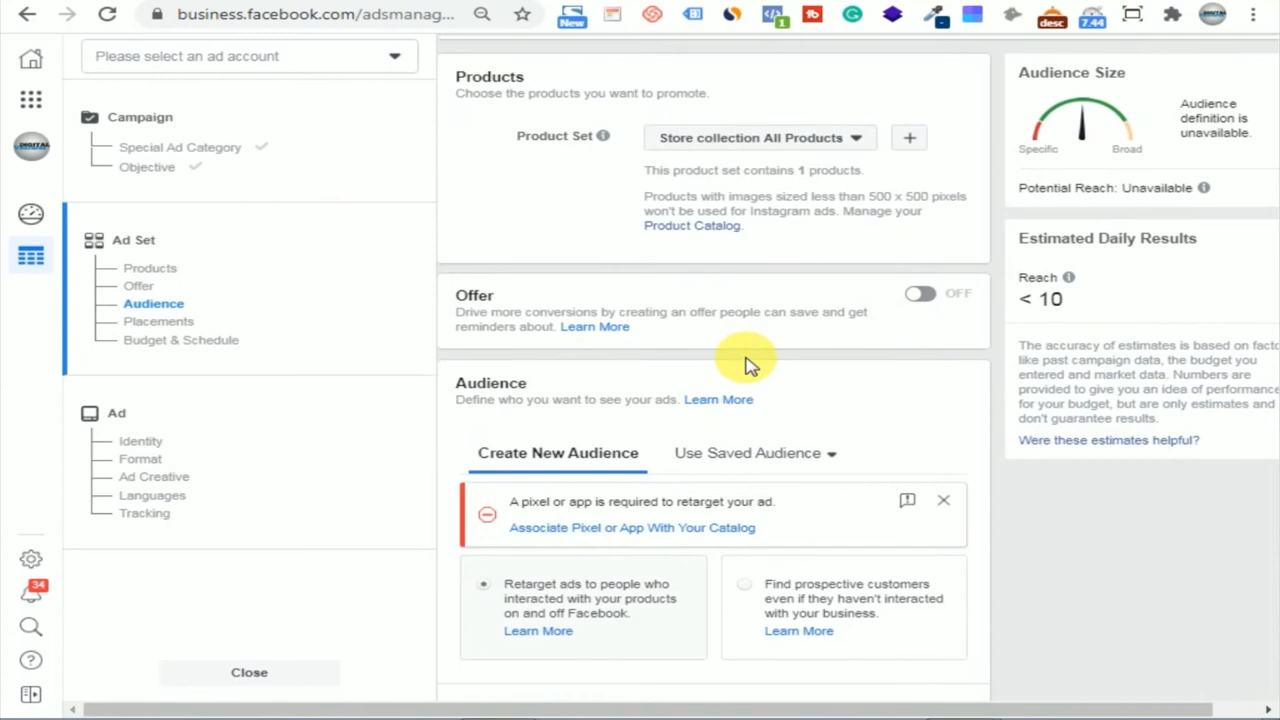 business.facebook.com/adsmanag...
New
1
desc
7.44
Please select an ad account
Campaign
Special Ad Category
Objective
Ad Set
Products
Offer
Audience
Placements
Budget & Schedule
Ad
Identity
Format
Ad Creative
Languages
Tracking
34
Close
Products
Choose the products you want to promote.
Product Set
Store collection All Products
This product set contains 1 products.
Products with images sized less than 500 x 500 pixels
won't be used for Instagram ads. Manage your
Product Catalog.
Offer
OFF
Drive more conversions by creating an offer people can save and get
reminders about. Learn More
Audience
Define who you want to see your ads. Learn More
Create New Audience
Use Saved Audience
A pixel or app is required to retarget your ad.
Associate Pixel or App With Your Catalog
Retarget ads to people who
interacted with your products
on and off Facebook.
Learn More
Find prospective customers
even if they haven't interacted
with your business.
Learn More
Audience Size
Specific
Broad
Audience
definition is
unavailable.
Potential Reach: Unavailable
Estimated Daily Results
Reach
< 10
The accuracy of estimates is based on facto
like past campaign data, the budget you
entered and market data. Numbers are
provided to give you an idea of performance
for your budget, but are only estimates and
don't guarantee results.
Were these estimates helpful?